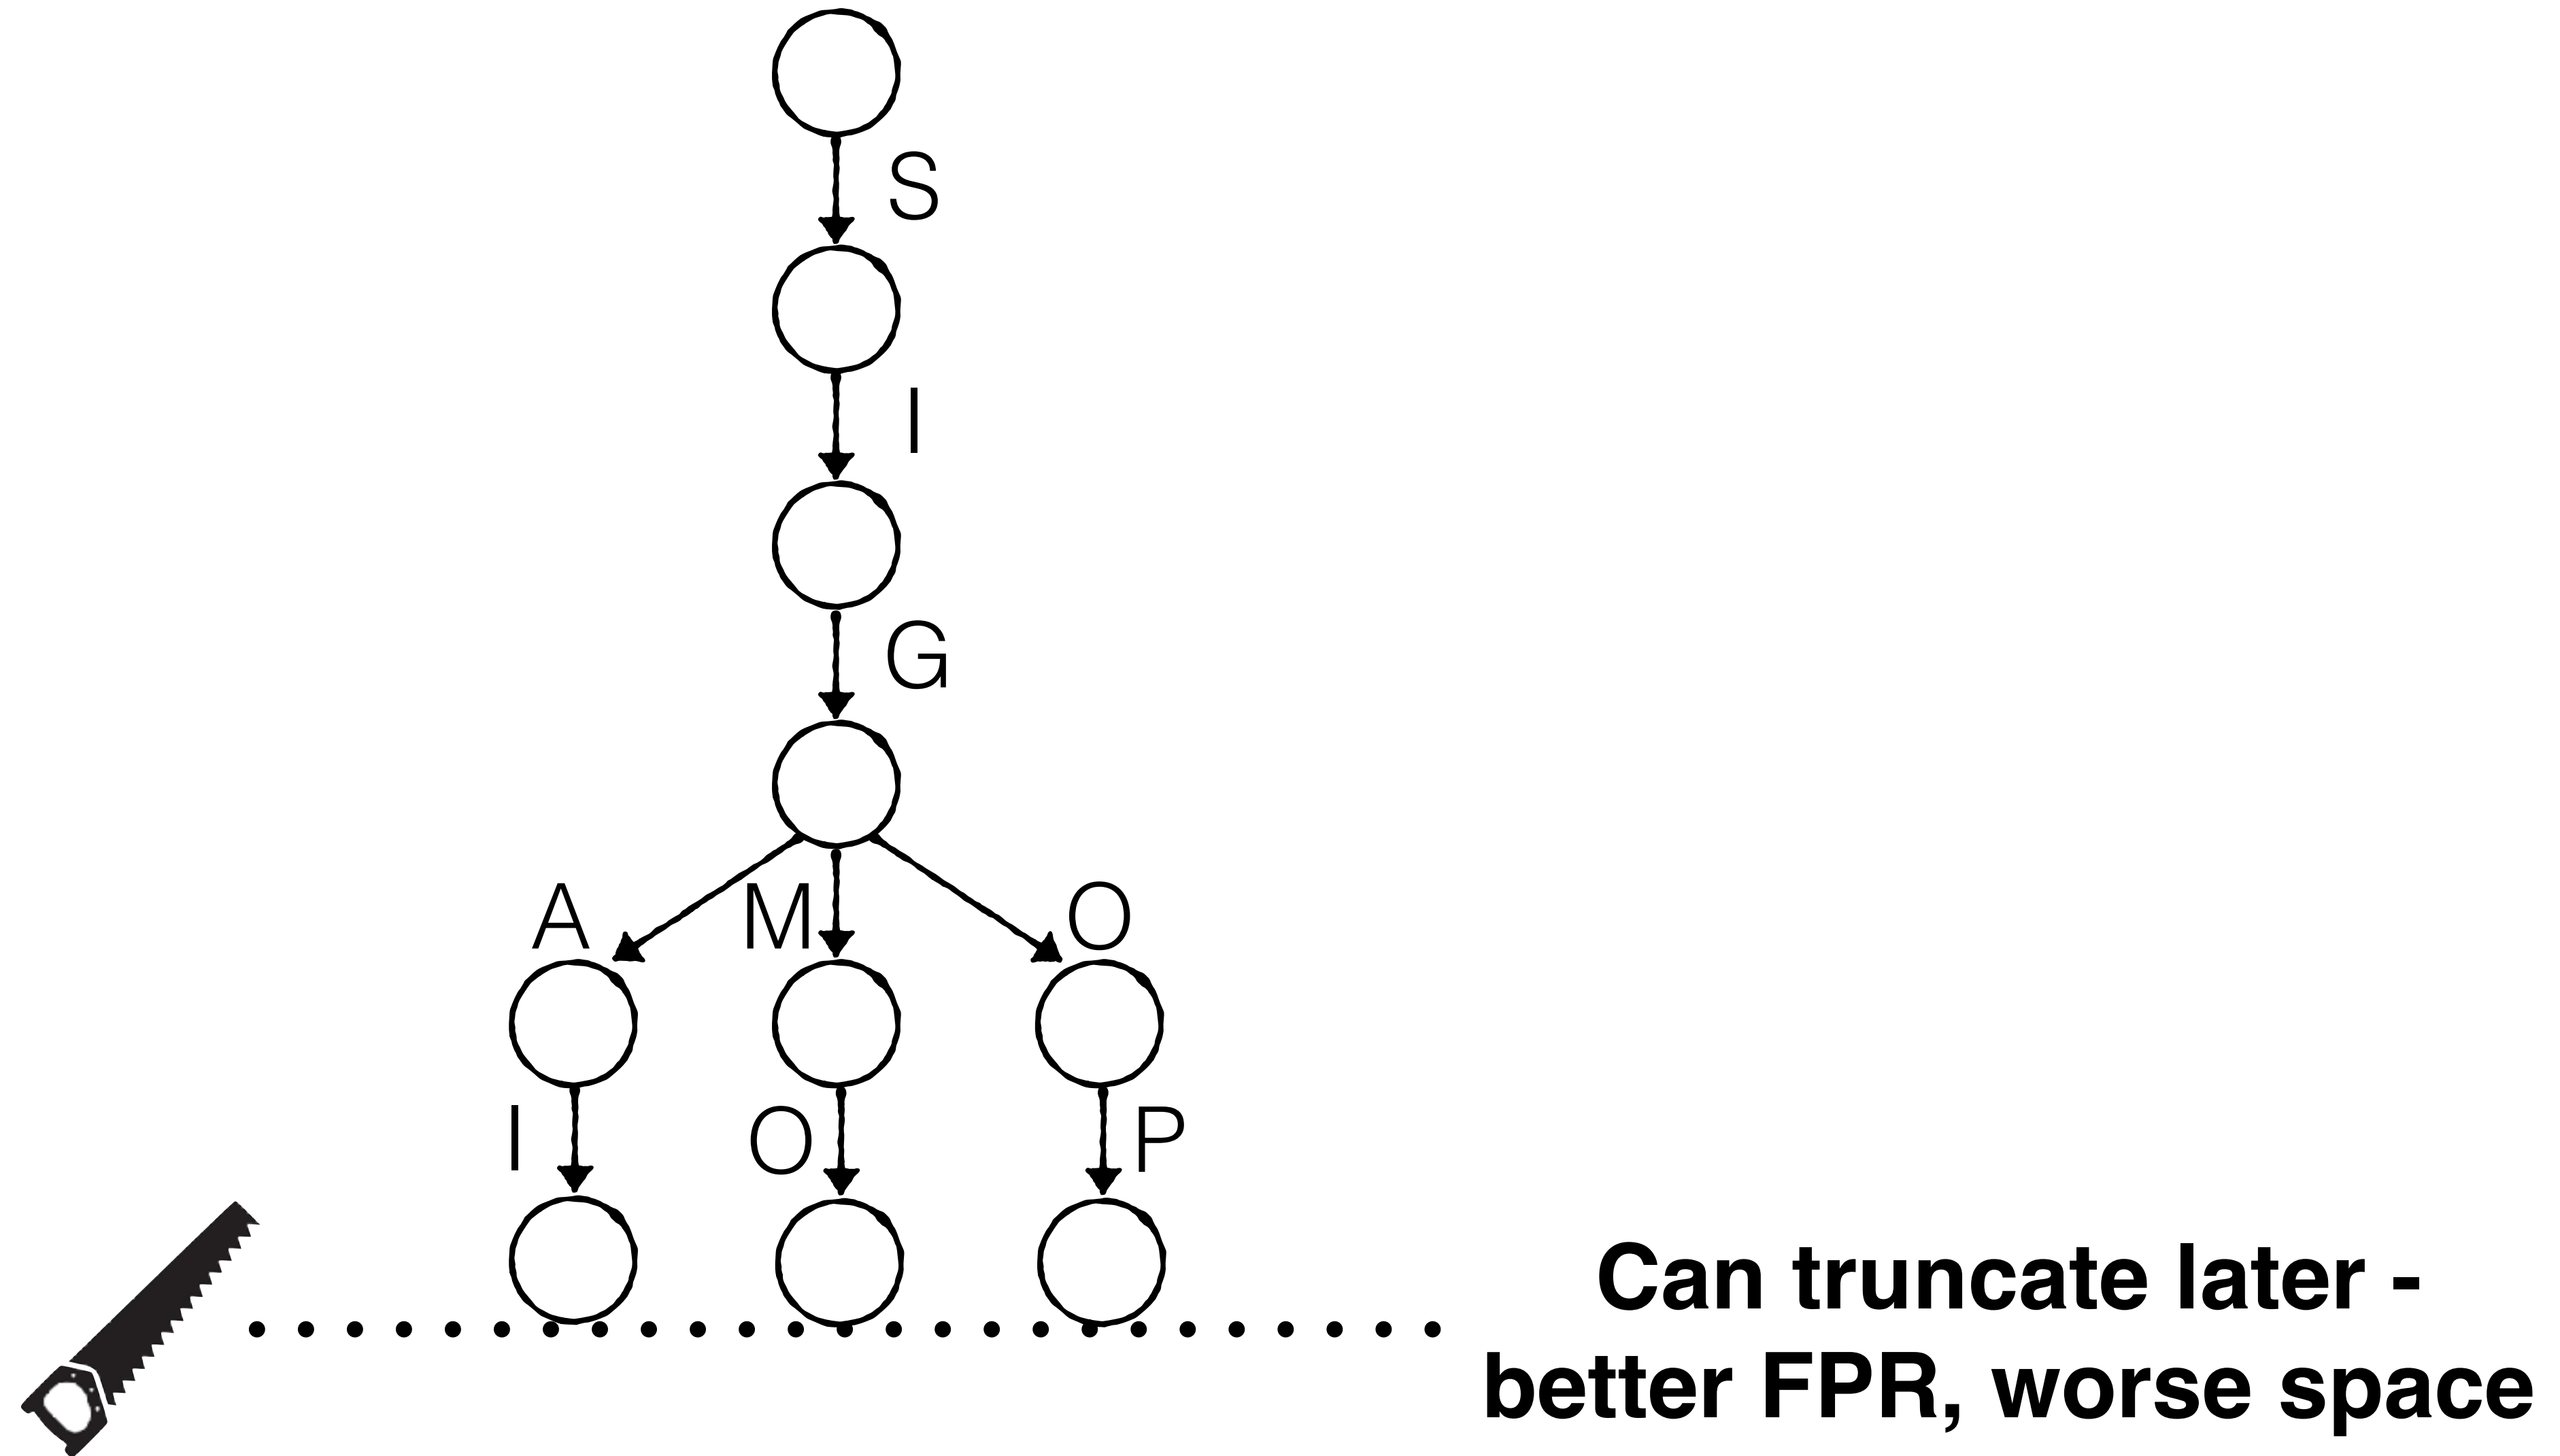 S
I
G
A M O
I O P
Can truncate later -
better FPR, worse space